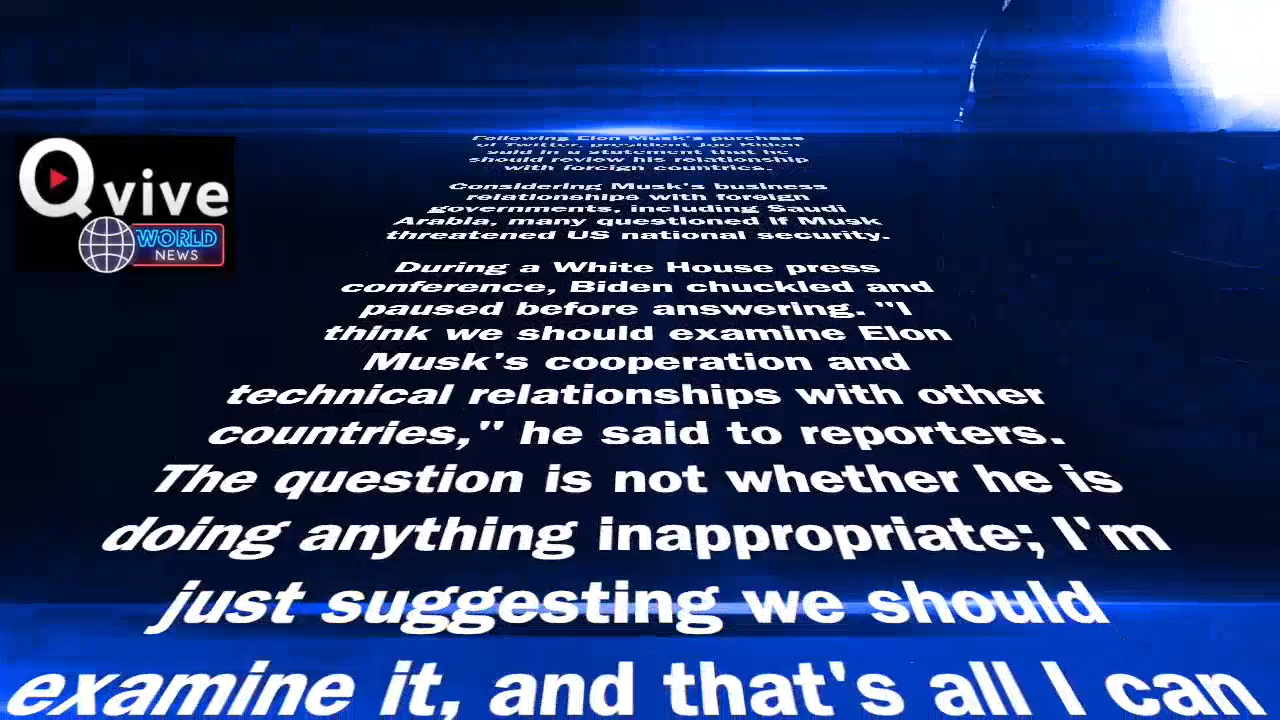 Qvive
WORLD
NEWS
Following Elon Musk's purchase
of Twitter, president Joe Biden
said in a statement that he
should review his relationship
with foreign countries.
Considering Musk's business
relationships with foreign
governments, including Saudi
Arabia, many questioned if Musk
threatened US national security.
During a White House press
conference, Biden chuckled and
paused before answering. "I
think we should examine Elon
Musk's cooperation and
technical relationships with other
countries," he said to reporters.
The question is not whether he is
doing anything inappropriate; I'm
just suggesting we should
examine it, and that's all I can